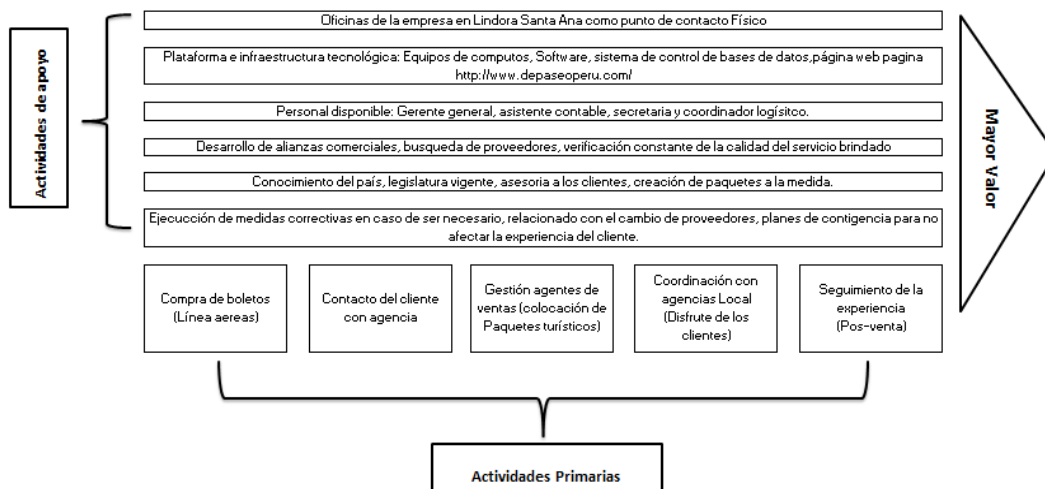 Actividades de apoyo
Oficinas de la empresa en Lindora Santa Ana como punto de contacto Físico
Plataforma e infraestructura tecnológica: Equipos de computos, Software, sistema de control de bases de datos,página web pagina
http://www.depaseoperu.com/
Personal disponible: Gerente general, asistente contable, secretaria y coordinador logísitco.
Desarrollo de alianzas comerciales, busqueda de proveedores, verificación constante de la calidad del servicio brindado
Conocimiento del país, legislatura vigente, asesoria a los clientes, creación de paquetes a la medida.
Ejecucción de medidas correctivas en caso de ser necesario, relacionado con el cambio de proveedores, planes de contigencia para no
afectar la experiencia del cliente.
Mayor Valor
Compra de boletos
(Línea aereas)
Contacto del cliente
con agencia
Gestión agentes de
ventas (colocación de
Paquetes turísticos)
Coordinación con
agencias Local
(Disfrute de los
clientes)
Seguimiento de la
experiencia
(Pos-venta)
Actividades Primarias